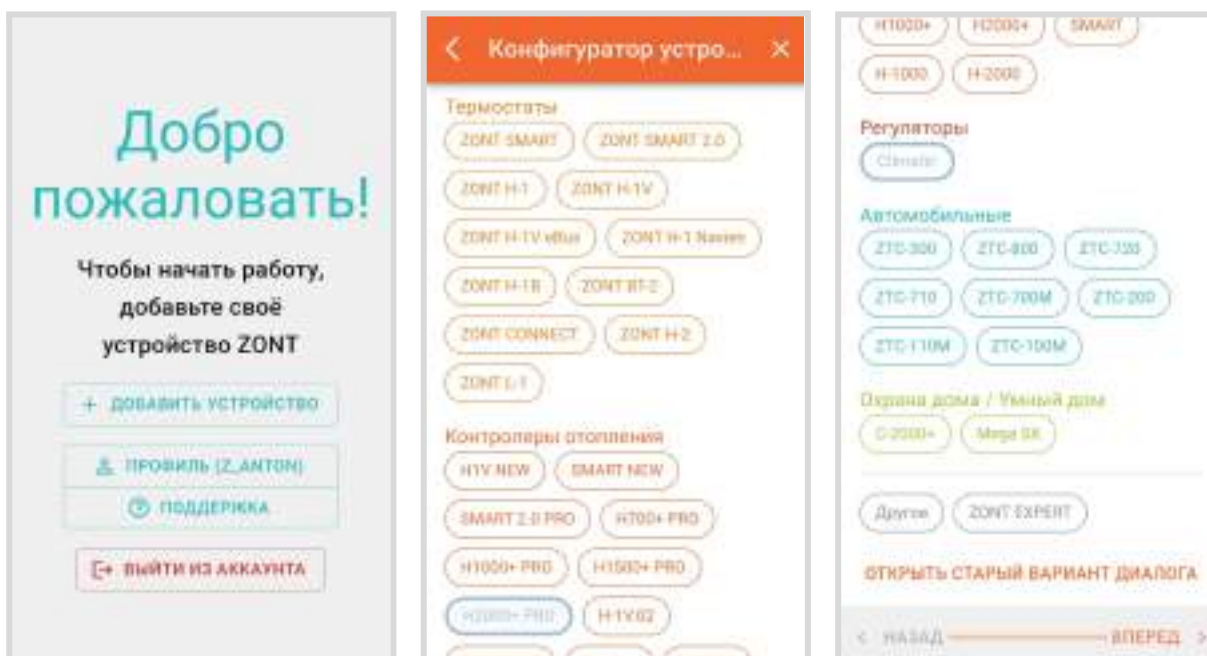 Добро
пожаловать!
Чтобы начать работу,
добавьте своё
устройство ZONT
+ ДОБАВИТЬ УСТРОЙСТВО
ПРОФИЛЬ (Z_ANTON)
ПОДДЕРЖКА
ВЫЙТИ ИЗ АККАУНТА
Конфигуратор устро...
Термостаты
ZONT SMART ZONT SMART 2.0
ZONT H-1 ZONT H-1V
ZONT H-1V eBus ZONT H-1 Navien
ZONT H-1B ZONT BT-2
ZONT CONNECT ZONT H-2
ZONT L-1
Контролеры отопления
H1V NEW SMART NEW
SMART 2.0 PRO H700+ PRO
H1000+ PRO H1500+ PRO
H2000+ PRO H-1V.02
H1000+ H2000+ SMART
H-1000 H-2000
Регуляторы
Climatic
Автомобильные
ZTC-300 ZTC-800 ZTC-720
ZTC-710 ZTC-700M ZTC-200
ZTC-110M ZTC-100M
Охрана дома / Умный дом
C-2000+ Mega SX
Другое ZONT EXPERT
ОТКРЫТЬ СТАРЫЙ ВАРИАНТ ДИАЛОГА
< НАЗАД ВПЕРЕД >